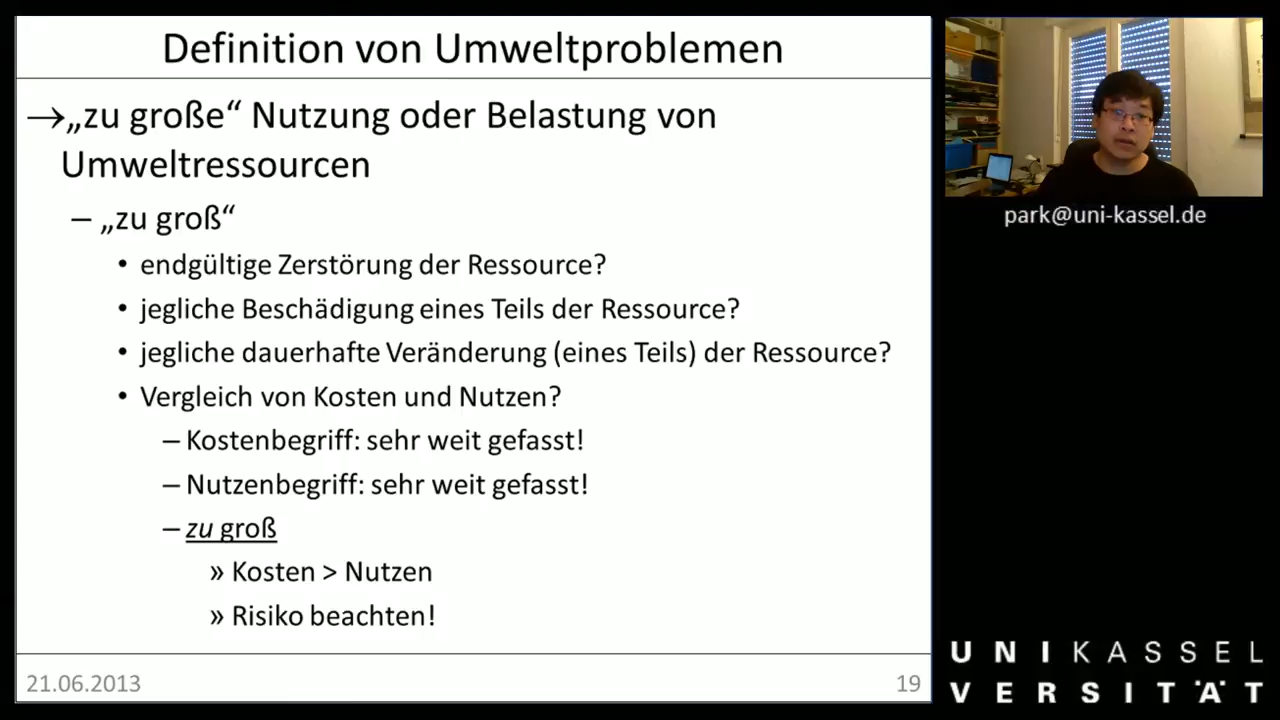 Definition von Umweltproblemen
→„zu große“ Nutzung oder Belastung von
Umweltressourcen
– „zu groß“
• endgültige Zerstörung der Ressource?
• jegliche Beschädigung eines Teils der Ressource?
• jegliche dauerhafte Veränderung (eines Teils) der Ressource?
• Vergleich von Kosten und Nutzen?
– Kostenbegriff: sehr weit gefasst!
– Nutzenbegriff: sehr weit gefasst!
– zu groß
» Kosten > Nutzen
» Risiko beachten!
21.06.2013
19
park@uni-kassel.de
UNIKASSEL
VERSITÄT